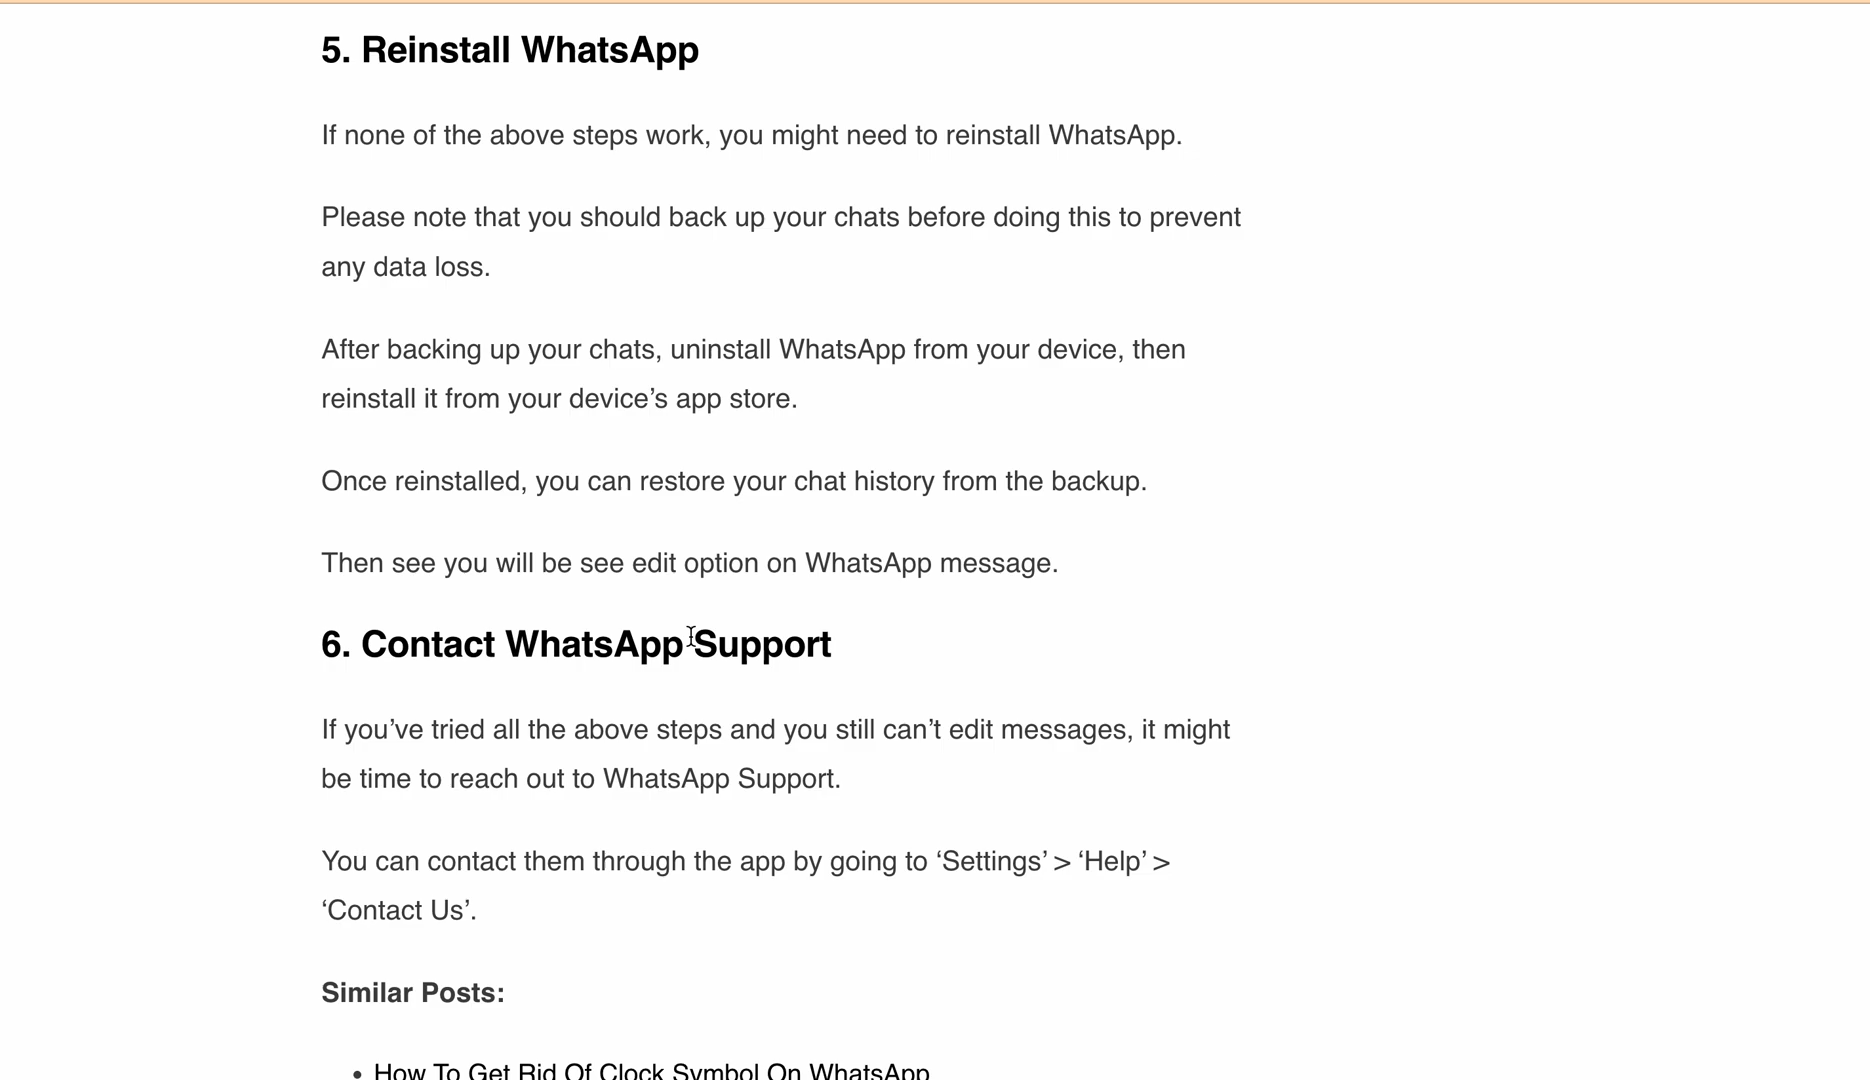 5. Reinstall WhatsApp
If none of the above steps work, you might need to reinstall WhatsApp.
Please note that you should back up your chats before doing this to prevent
any data loss.
After backing up your chats, uninstall WhatsApp from your device, then
reinstall it from your device’s app store.
Once reinstalled, you can restore your chat history from the backup.
Then see you will be see edit option on WhatsApp message.
6. Contact WhatsApp Support
If you’ve tried all the above steps and you still can’t edit messages, it might
be time to reach out to WhatsApp Support.
You can contact them through the app by going to ‘Settings’ > ‘Help’ >
‘Contact Us’.
Similar Posts:
• How To Get Rid Of Clock Symbol On WhatsApp